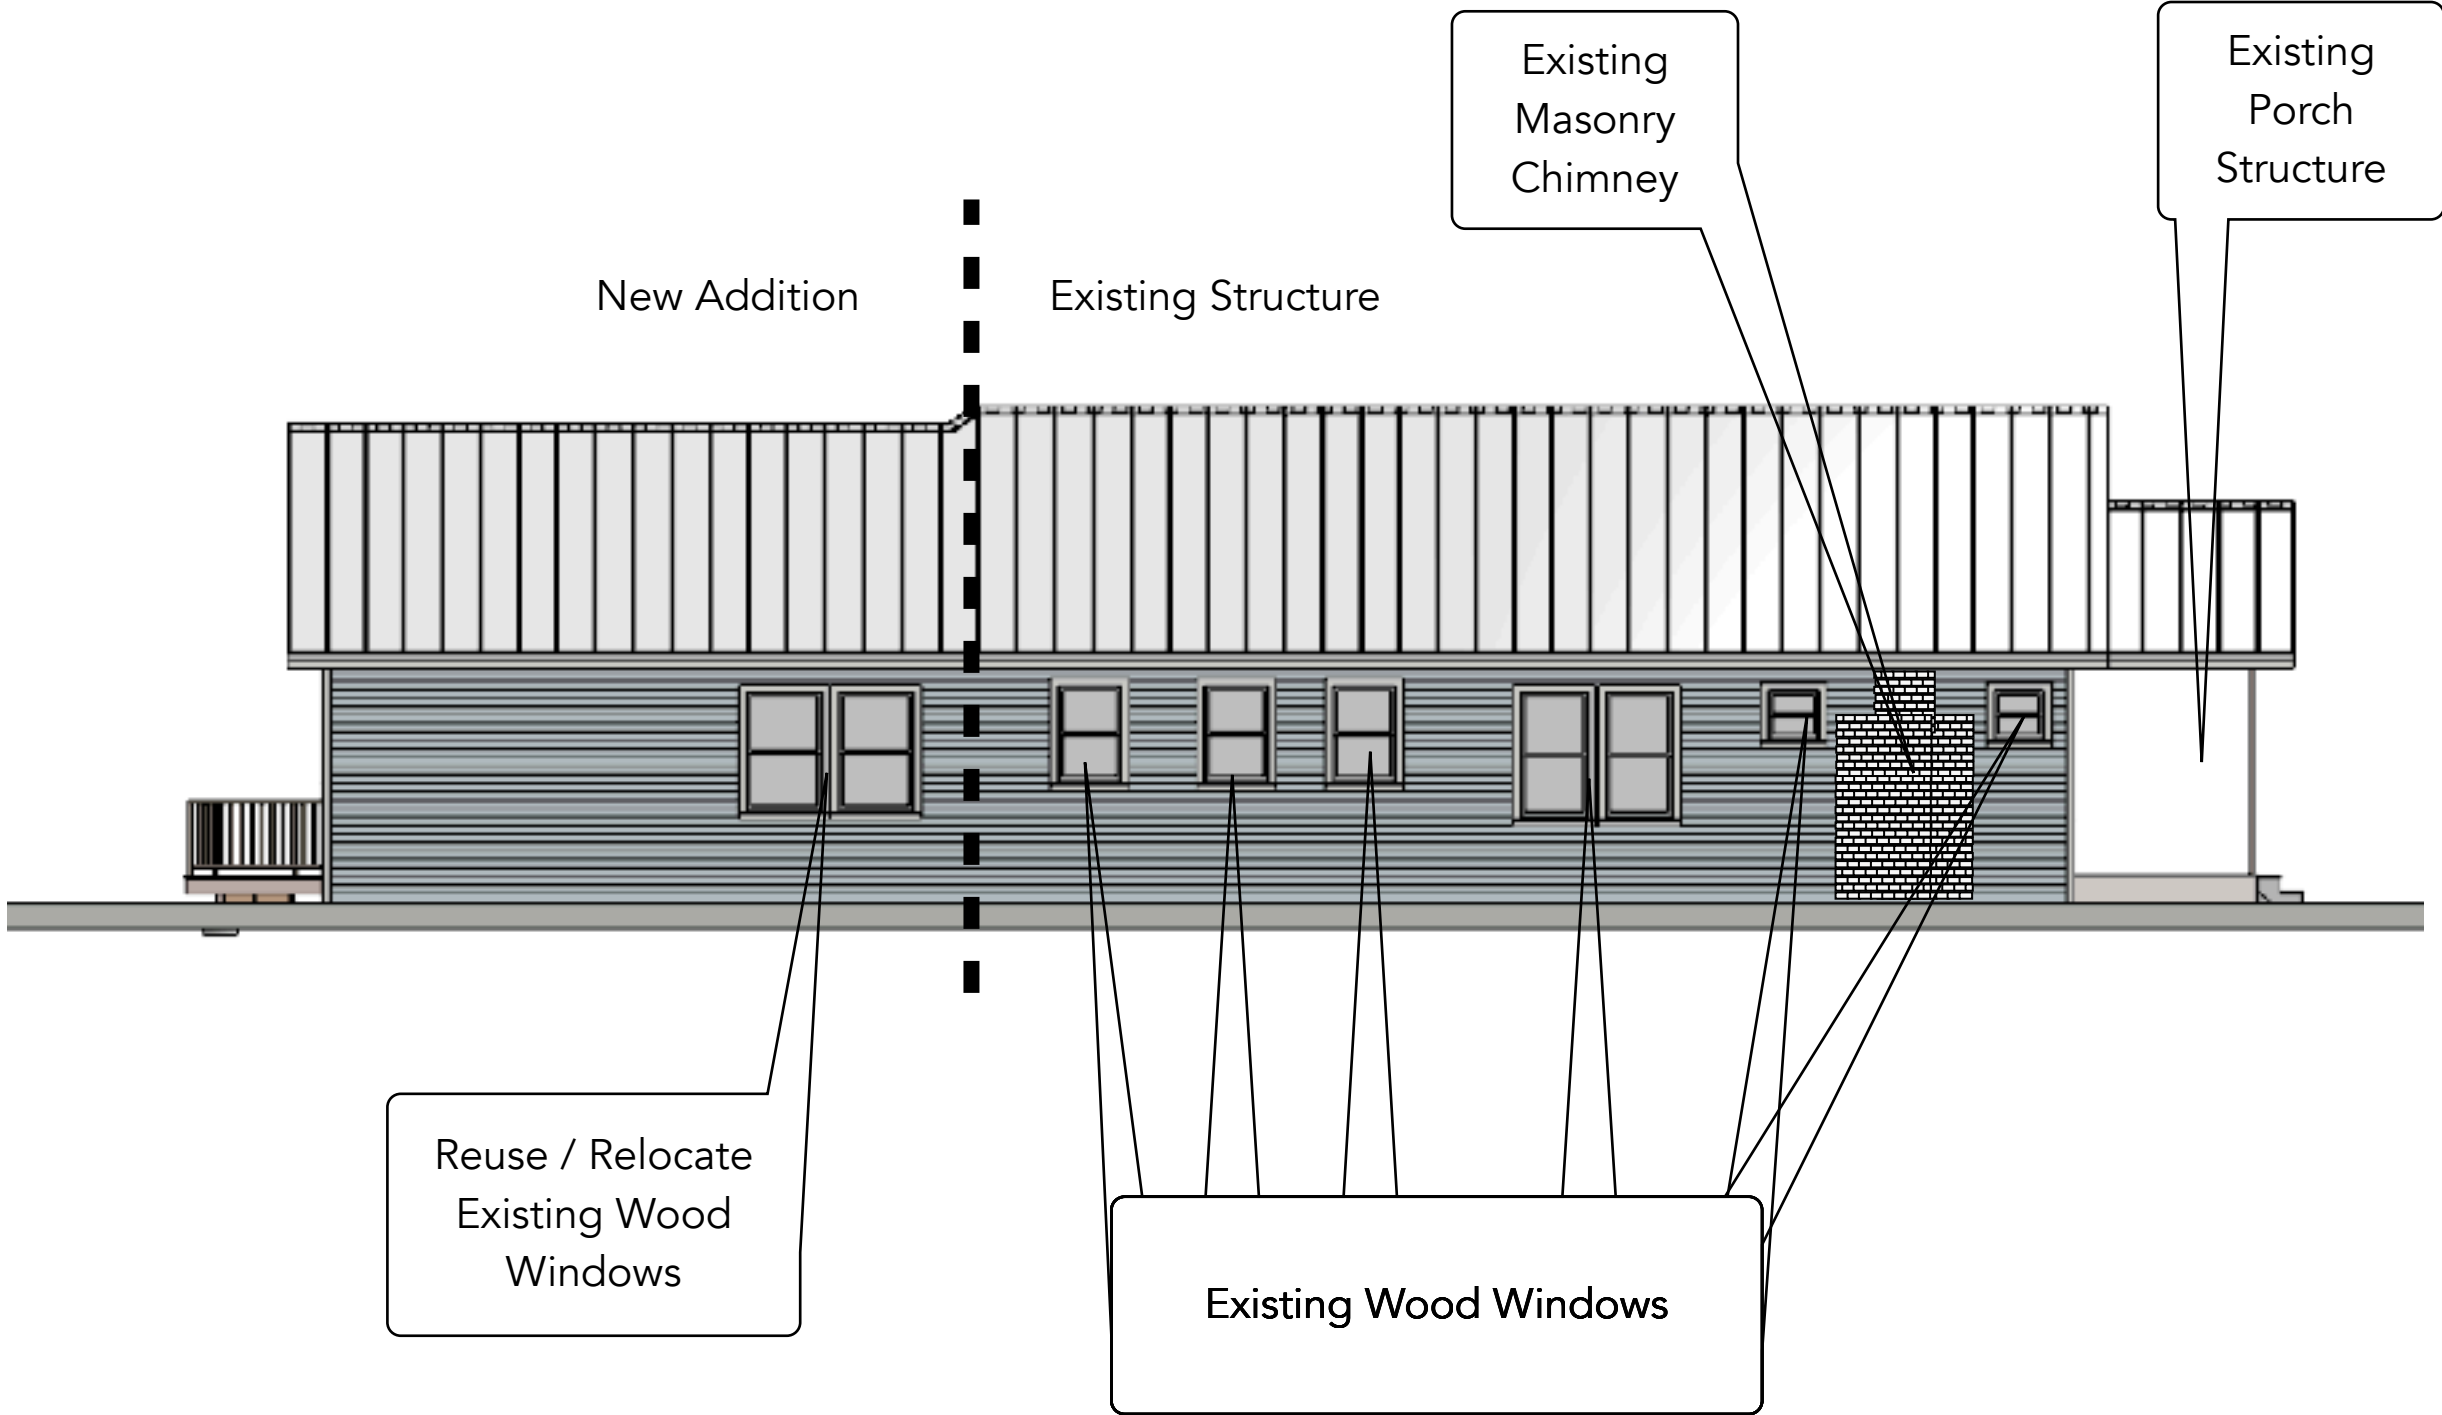 Existing
Masonry
Chimney
Existing
Porch
Structure
New Addition
Existing Structure
Reuse / Relocate
Existing Wood
Windows
Existing Wood Windows